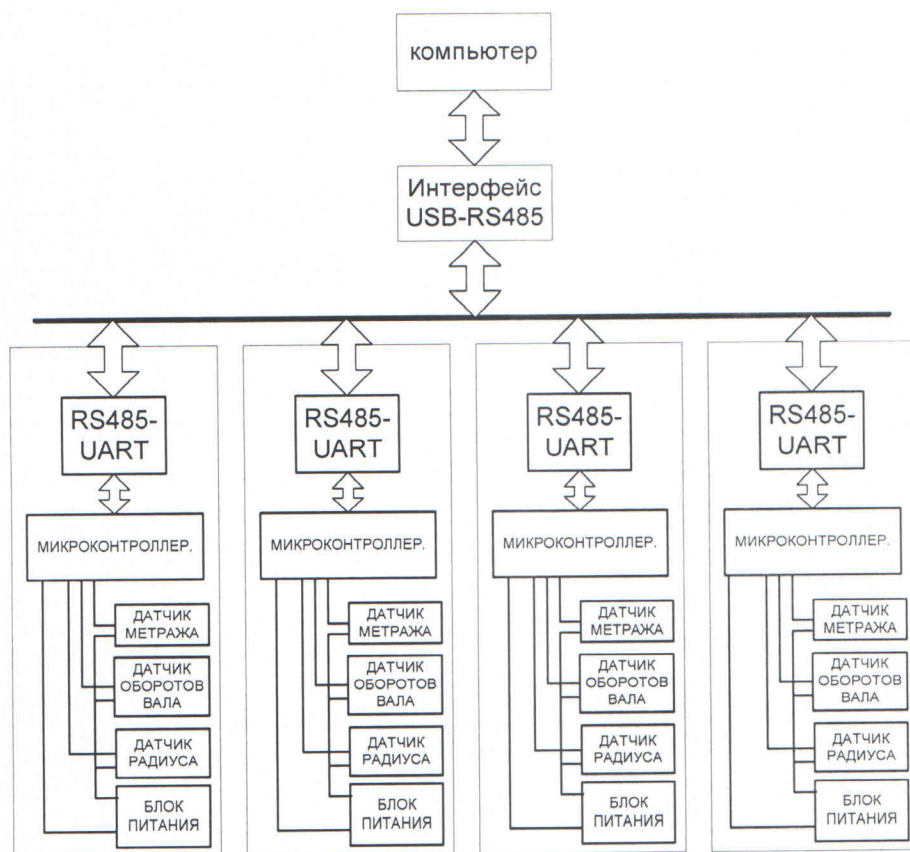 компьютер
Интерфейс
USB-RS485
RS485-
UART
МИКРОКОНТРОЛЛЕР.
ДАТЧИК
МЕТРАЖА
ДАТЧИК
ОБОРОТОВ
ВАЛА
ДАТЧИК
РАДИУСА
БЛОК
ПИТАНИЯ
RS485-
UART
МИКРОКОНТРОЛЛЕР.
ДАТЧИК
МЕТРАЖА
ДАТЧИК
ОБОРОТОВ
ВАЛА
ДАТЧИК
РАДИУСА
БЛОК
ПИТАНИЯ
RS485-
UART
МИКРОКОНТРОЛЛЕР.
ДАТЧИК
МЕТРАЖА
ДАТЧИК
ОБОРОТОВ
ВАЛА
ДАТЧИК
РАДИУСА
БЛОК
ПИТАНИЯ
RS485-
UART
МИКРОКОНТРОЛЛЕР.
ДАТЧИК
МЕТРАЖА
ДАТЧИК
ОБОРОТОВ
ВАЛА
ДАТЧИК
РАДИУСА
БЛОК
ПИТАНИЯ